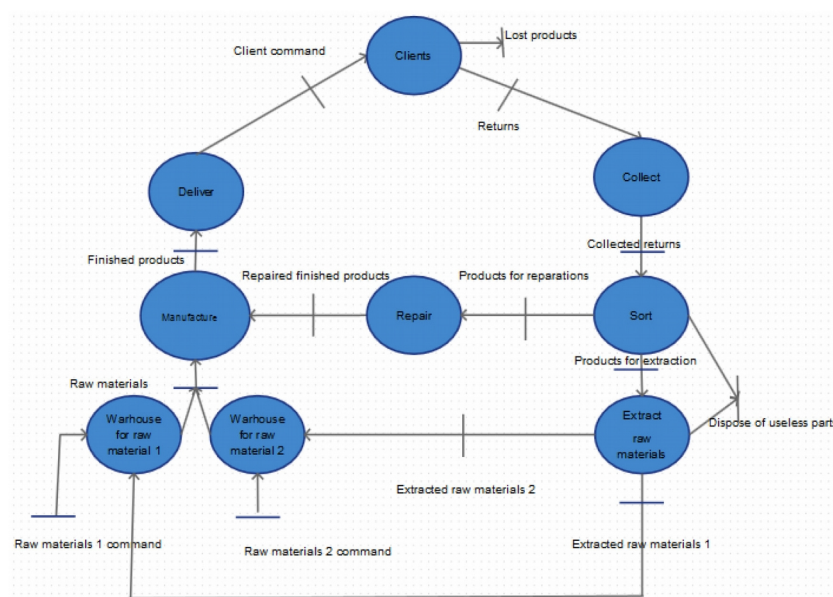 Lost products
Client command
Clients
Returns
Deliver
Collect
Collected returns
Finished products
Repaired finished products
Products for reparations
Manufacture
Repair
Sort
Products for extraction
Raw materials
Warhouse
for raw
material 1
Warhouse
for raw
material 2
Extract
raw
materials
Dispose of useless part
Extracted raw materials 2
Raw materials 1 command
Raw materials 2 command
Extracted raw materials 1